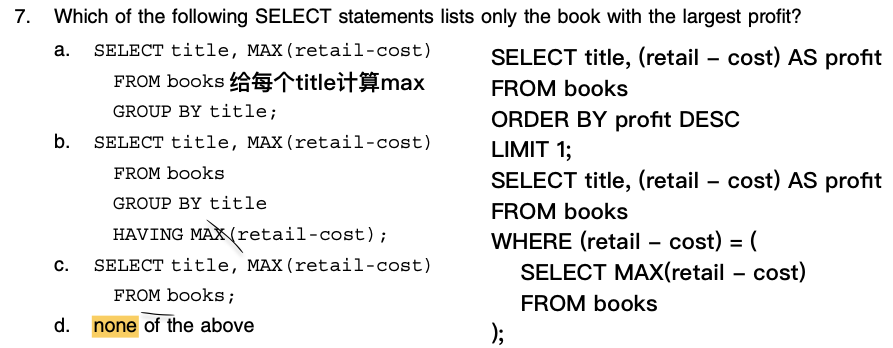 7. Which of the following SELECT statements lists only the book with the largest profit?
a. SELECT title, MAX(retail-cost)
FROM books 给每个title计算max
GROUP BY title;
b. SELECT title, MAX(retail-cost)
FROM books
GROUP BY title
HAVING MAX(retail-cost);
c. SELECT title, MAX(retail-cost)
FROM books;
d. none of the above
SELECT title, (retail – cost) AS profit
FROM books
ORDER BY profit DESC
LIMIT 1;
SELECT title, (retail – cost) AS profit
FROM books
WHERE (retail – cost) = (
SELECT MAX(retail – cost)
FROM books
);